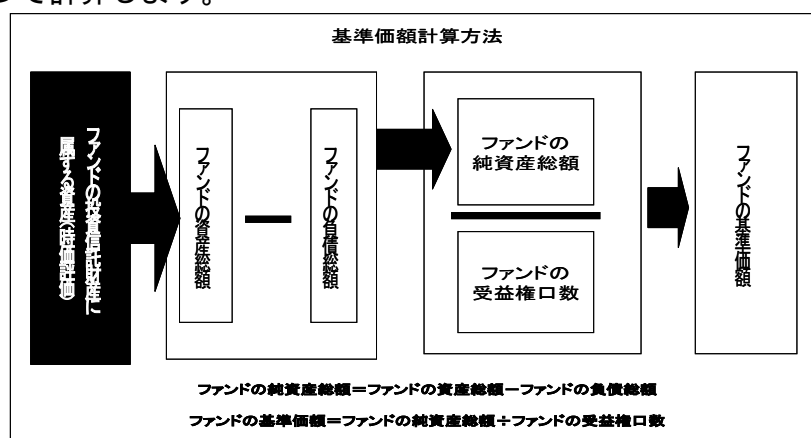 て計算します。
基準価額計算方法
ファンドの投資信託財産に
属する資産(時価評価)
ファンドの資産総額
ー
ファンドの負債総額
ファンドの
純資産総額
ファンドの
受益権口数
ファンドの基準価額
ファンドの純資産総額=ファンドの資産総額-ファンドの負債総額
ファンドの基準価額=ファンドの純資産総額÷ファンドの受益権口数